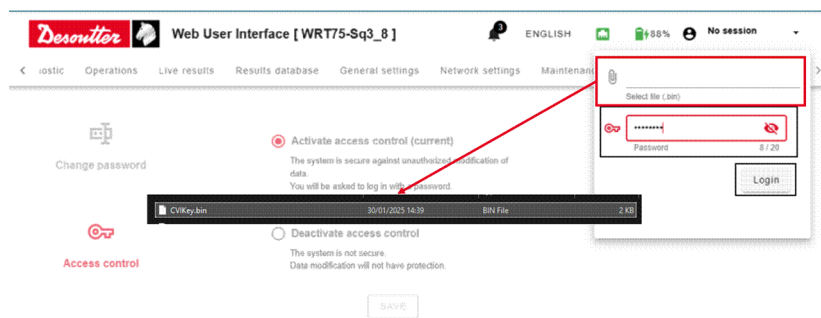 Desoutter Web User Interface [ WRT75-Sq3_8 ] 3 ENGLISH 88% No session
iostic Operations Live results Results database General settings Network settings Maintenanc
Select file (.bin)
Change password
Activate access control (current)
The system is secure against unauthorized modification of
data.
You will be asked to log in with a password.
••••••••
Password 8 / 20
Login
CVIKey.bin 30/01/2025 14:39 BIN File 2 KB
Access control
Deactivate access control
The system is not secure.
Data modification will not have protection.
SAVE